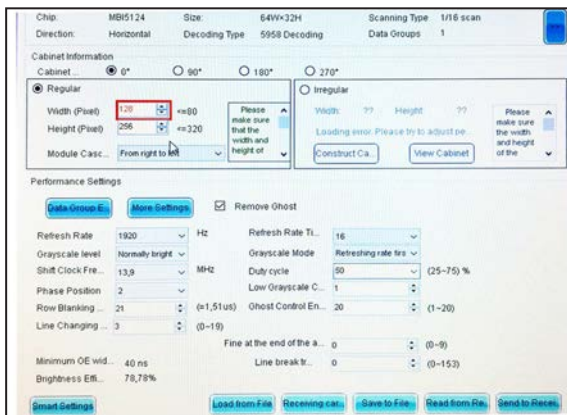 Chip: MBI5124 Size: 64W×32H Scanning Type 1/16 scan
Direction: Horizontal Decoding Type 5958 Decoding Data Groups 1
Cabinet Information
Cabinet ... 0° 90° 180° 270°
Regular
Width (Pixel) 128 <=80
Height (Pixel) 256 <=320
Please make sure that the width and height of
Module Casc... From right to left
Irregular
Width: ?? Height: ??
Loading error. Please try to adjust pe
Please make sure the width and height of the
Construct Ca... View Cabinet
Performance Settings
Data Group E... More Settings Remove Ghost
Refresh Rate 1920 Hz Refresh Rate Ti... 16
Grayscale level Normally bright Grayscale Mode Refreshing rate firs
Shift Clock Fre... 13,9 MHz Duty cycle 50 (25~75) %
Phase Position 2 Low Grayscale C... 1
Row Blanking ... 21 (=1,51us) Ghost Control En... 20 (1~20)
Line Changing ... 3 (0~19)
Fine at the end of the a... 0 (0~9)
Minimum OE wid... 40 ns Line break tr... 0 (0~153)
Brightness Effi... 78,78%
Smart Settings Load from File Receiving car... Save to File Read from Re... Send to Recei...